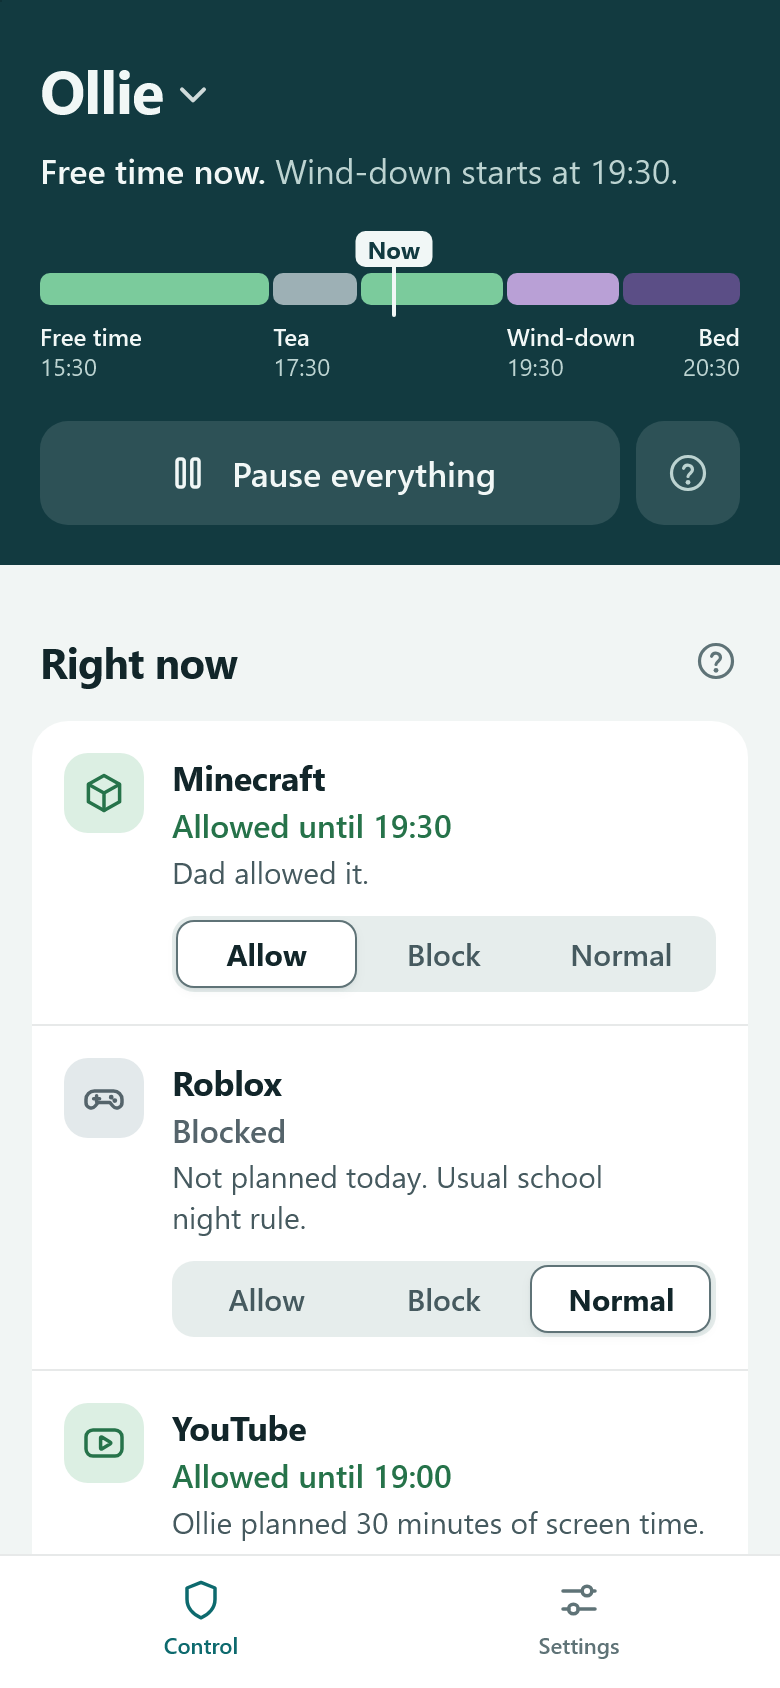 Ollie
Free time now. Wind-down starts at 19:30.
Now
Free time
15:30
Tea
17:30
Wind-down
19:30
Bed
20:30
Pause everything
Right now
Minecraft
Allowed until 19:30
Dad allowed it.
Allow Block Normal
Roblox
Blocked
Not planned today. Usual school
night rule.
Allow Block Normal
YouTube
Allowed until 19:00
Ollie planned 30 minutes of screen time.
Control
Settings